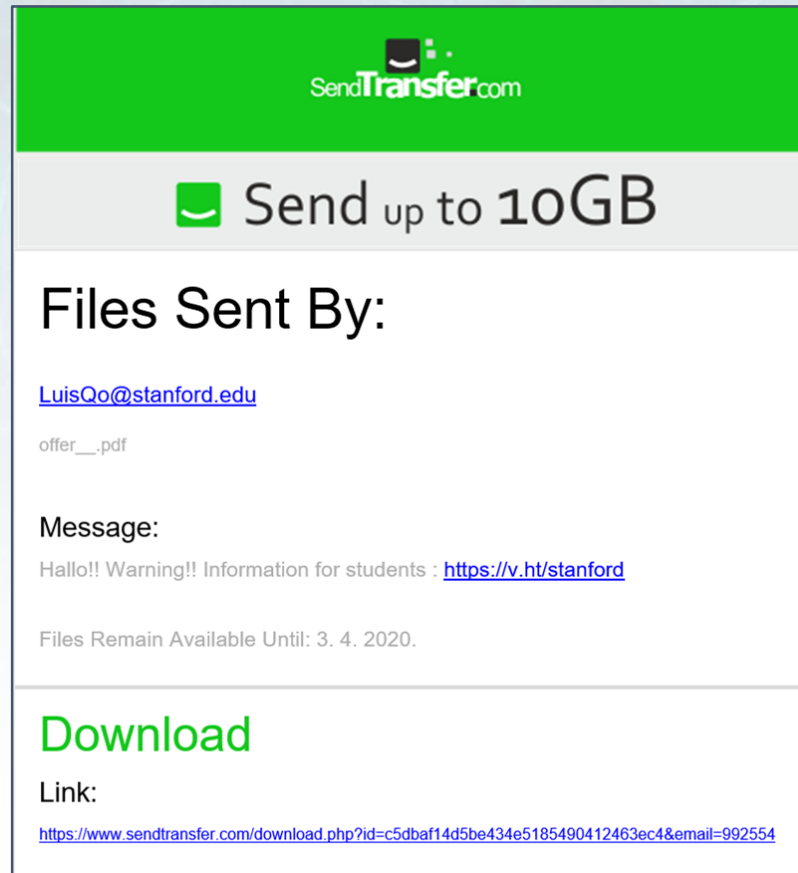 SendTransfer.com
Send up to 10GB
Files Sent By:
LuisQo@stanford.edu
offer__.pdf
Message:
Hallo!! Warning!! Information for students : https://v.ht/stanford
Files Remain Available Until: 3. 4. 2020.
Download
Link:
https://www.sendtransfer.com/download.php?id=c5dbaf14d5be434e5185490412463ec4&email=992554